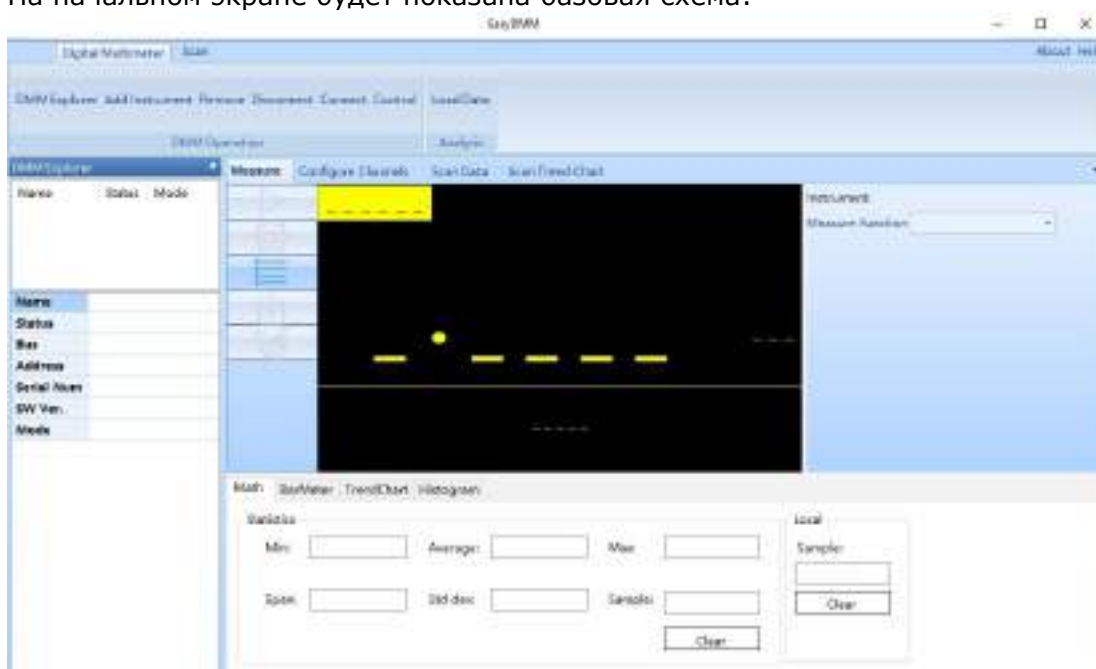 На начальном экране будет показана базовая схема:
EasyDMM
Digital Multimeter Scan
About Help
DMM Explorer Add Instrument Remove Disconnect Connect Control Load Data
DMM Operation Analysis
DMM Explorer
Measure Configure Channels Scan Data Scan Trend Chart
Name Status Mode
Instrument:
Measure Function:
Name
Status
Bus
Address
Serial Num
SW Ver.
Mode
Math BarMeter TrendChart Histogram
Statistics
Local
Min: Average: Max:
Sample:
Span: Std dev: Sample:
Clear
Clear